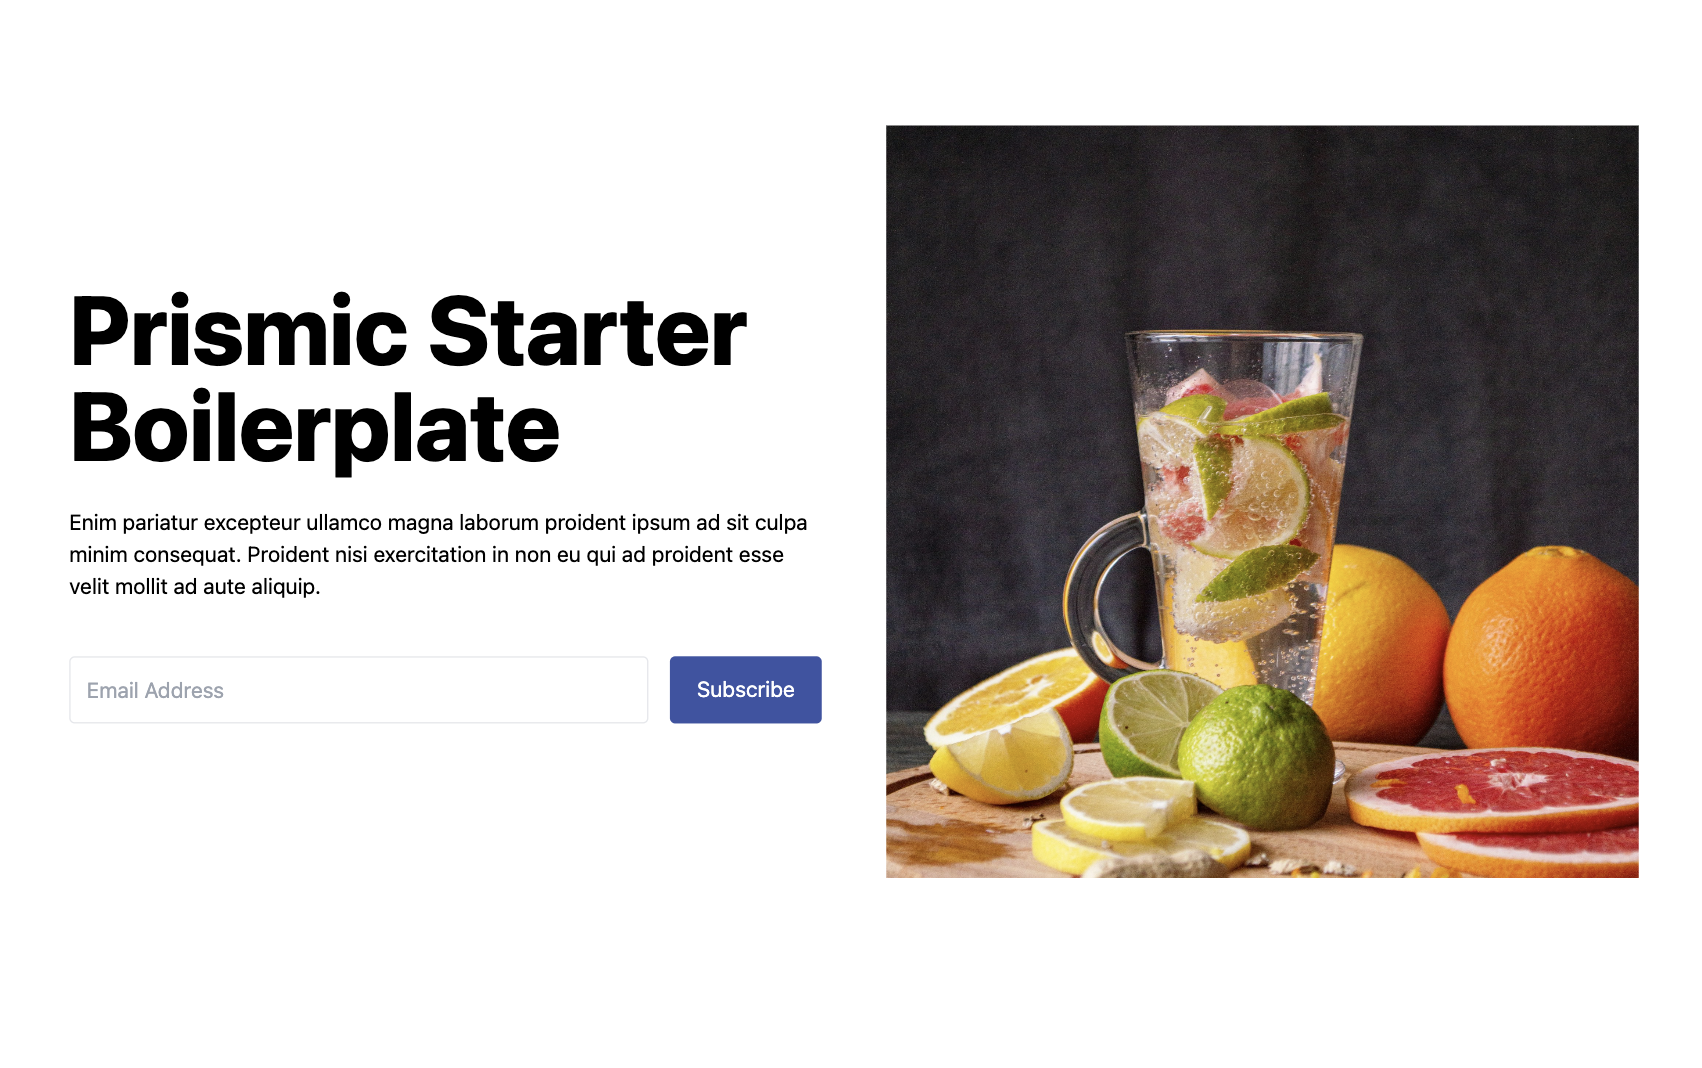 Prismic Starter
Boilerplate
Enim pariatur excepteur ullamco magna laborum proident ipsum ad sit culpa
minim consequat. Proident nisi exercitation in non eu qui ad proident esse
velit mollit ad aute aliquip.
Email Address
Subscribe